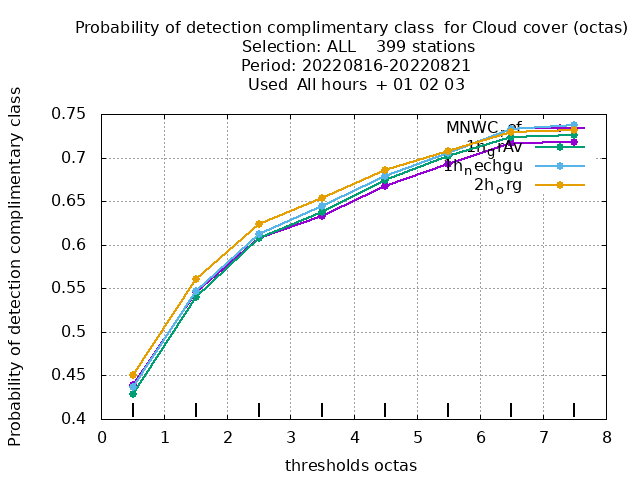 Probability of detection complimentary class for Cloud cover (octas)
Selection: ALL 399 stations
Period: 20220816-20220821
Used All hours + 01 02 03
Probability of detection complimentary class
0.75
0.7
0.65
0.6
0.55
0.5
0.45
0.4
2h_org
0 1 2 3 4 5 6 7 8
thresholds octas